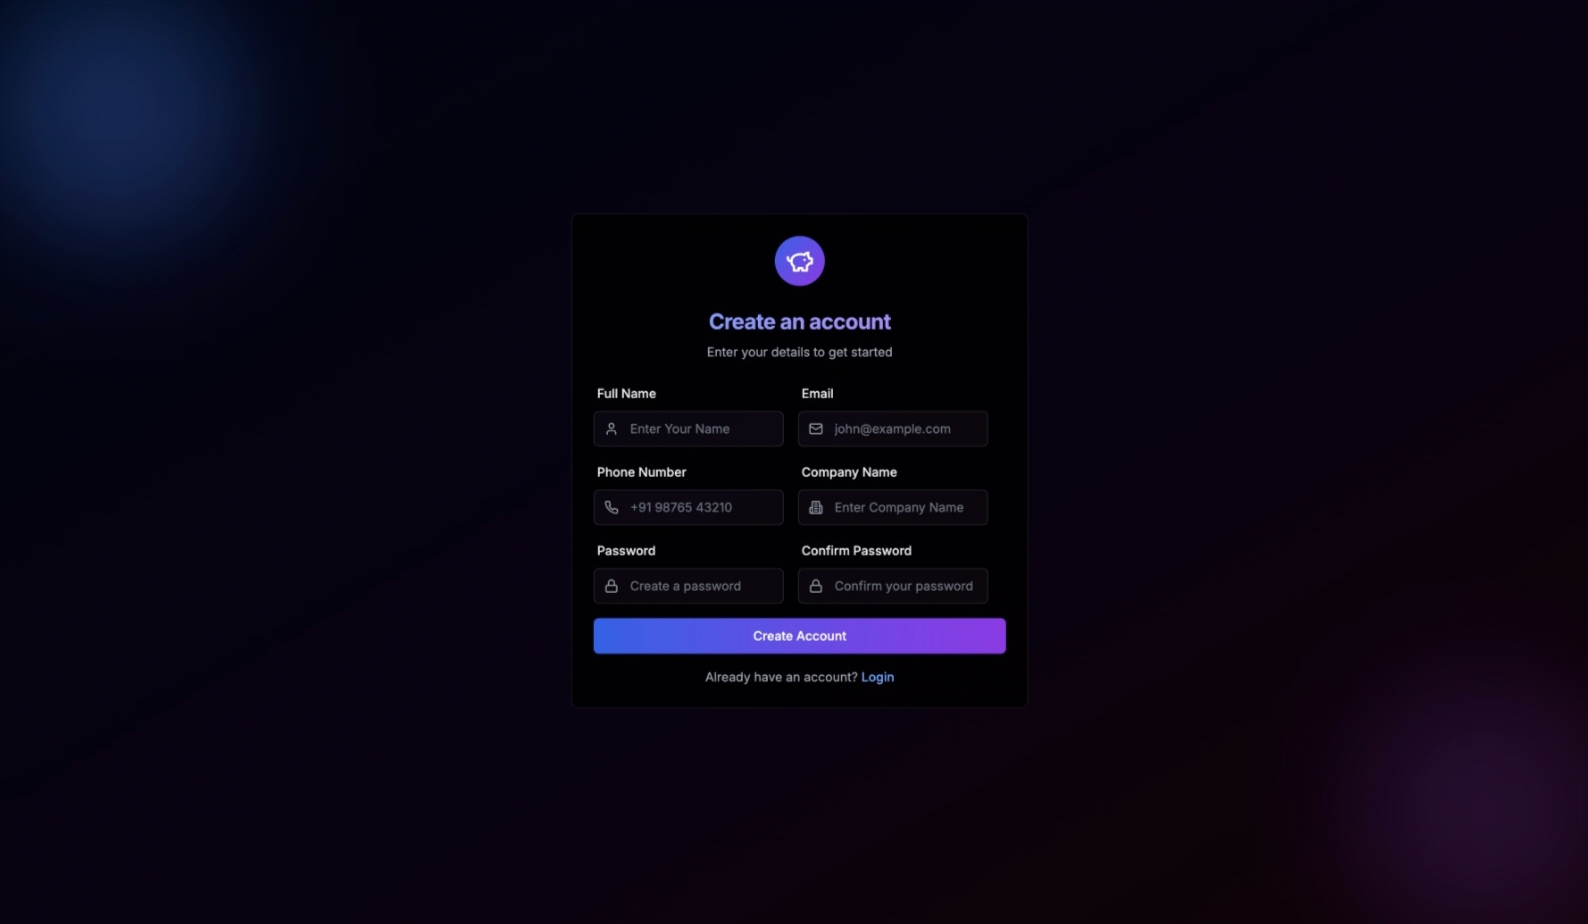 Create an account
Enter your details to get started
Full Name
Email
Enter Your Name
john@example.com
Phone Number
Company Name
+91 98765 43210
Enter Company Name
Password
Confirm Password
Create a password
Confirm your password
Create Account
Already have an account? Login